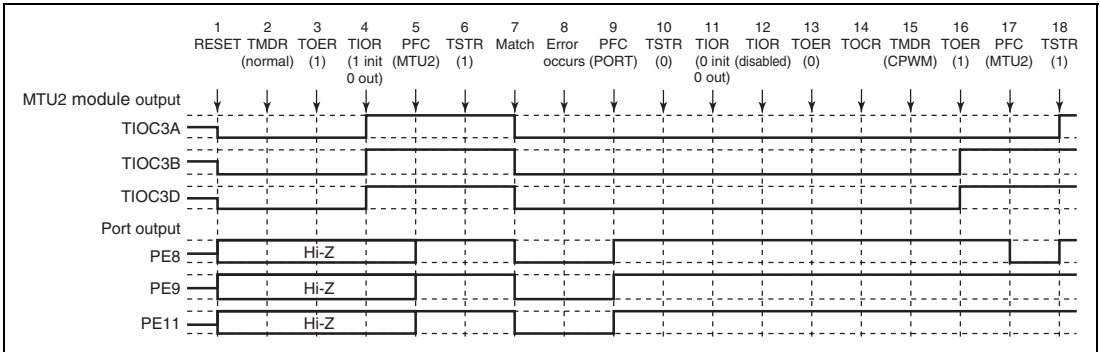 1 2 3 4 5 6 7 8 9 10 11 12 13 14 15 16 17 18
RESET TMDR TOER TIOR PFC TSTR Match Error PFC TSTR TIOR TIOR TOER TOCR TMDR TOER PFC TSTR
(normal) (1) (1 init (MTU2) (1) occurs (PORT) (0) (0 init (disabled) (0) (CPWM) (1) (MTU2) (1)
0 out) 0 out)
MTU2 module output
TIOC3A
TIOC3B
TIOC3D
Port output
PE8 Hi-Z
PE9 Hi-Z
PE11 Hi-Z